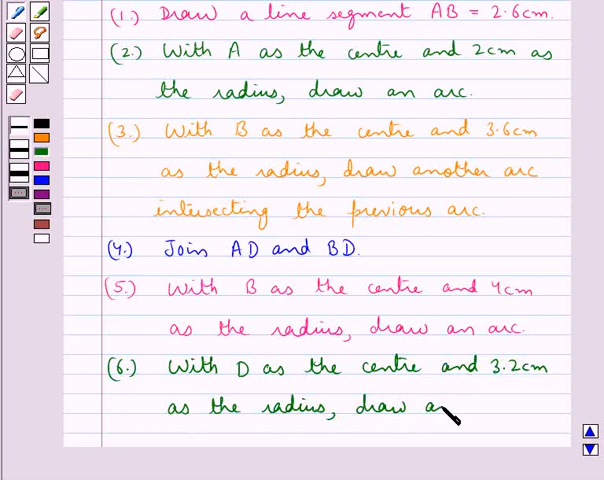 (1.) Draw a line segment AB = 2.6cm.
(2.) With A as the centre and 2cm as
the radius, draw an arc.
(3.) With B as the centre and 3.6cm
as the radius, draw another arc
intersecting the previous arc.
(4.) Join AD and BD.
(5.) With B as the centre and 4cm
as the radius, draw an arc.
(6.) With D as the centre and 3.2cm
as the radius, draw a